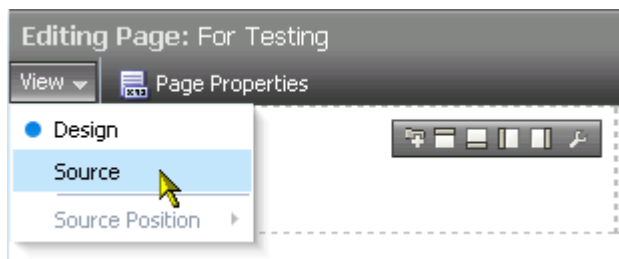 Editing Page: For Testing
View Page Properties
Design
Source
Source Position